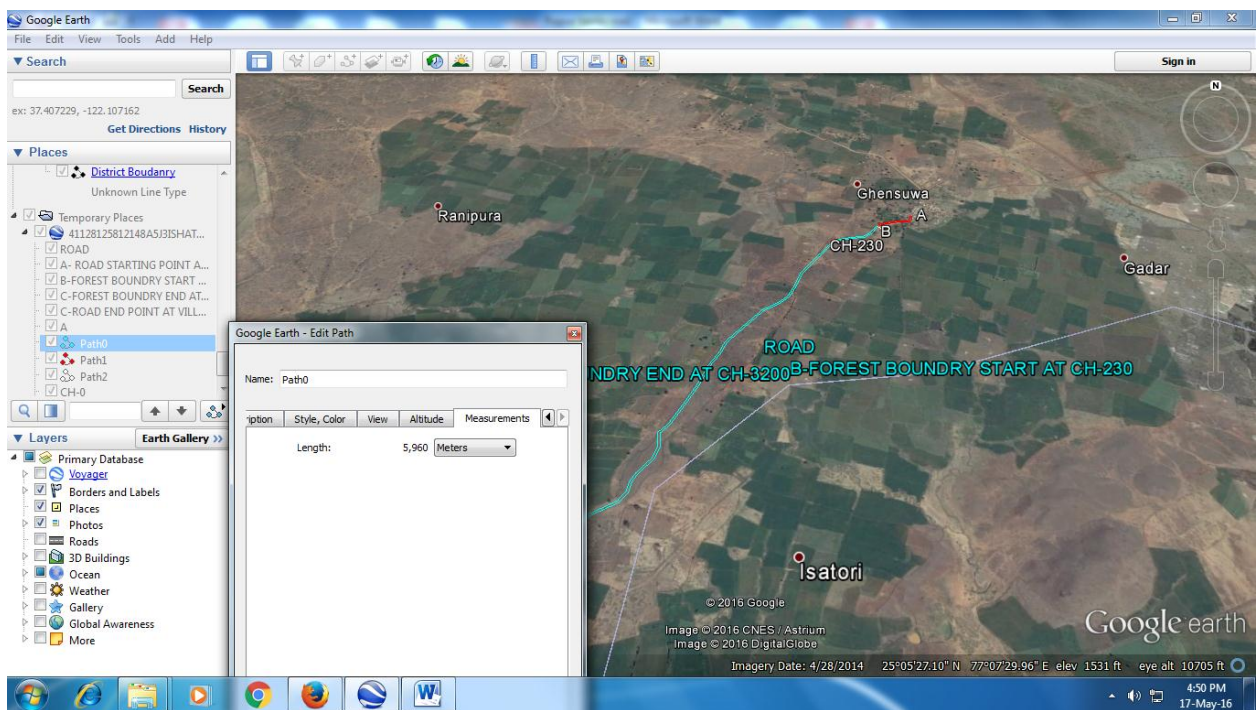 Google Earth
File Edit View Tools Add Help
▼ Search
Search
ex: 37.407229, -122.107162
Get Directions History
▼ Places
District Boudanry
Unknown Line Type
Temporary Places
41128125812148A5J3ISHAT...
ROAD
A- ROAD STARTING POINT A...
B-FOREST BOUNDRY START ...
C-FOREST BOUNDRY END AT...
C-ROAD END POINT AT VILL...
A
Path0
Path1
Path2
CH-0
▼ Layers
Earth Gallery >>
Primary Database
Voyager
Borders and Labels
Places
Photos
Roads
3D Buildings
Ocean
Weather
Gallery
Global Awareness
More
Sign in
N
Ghensuwa
Ranipura
A
B
CH-230
Gadar
ROAD
NDRY END AT CH-3200
B-FOREST BOUNDRY START AT CH-230
Isatori
Google Earth - Edit Path
Name: Path0
ription Style, Color View Altitude Measurements
Length: 5,960 Meters
© 2016 Google
Image © 2016 CNES / Astrium
Image © 2016 DigitalGlobe
Google earth
Imagery Date: 4/28/2014 25°05'27.10" N 77°07'29.96" E elev 1531 ft eye alt 10705 ft
4:50 PM
17-May-16